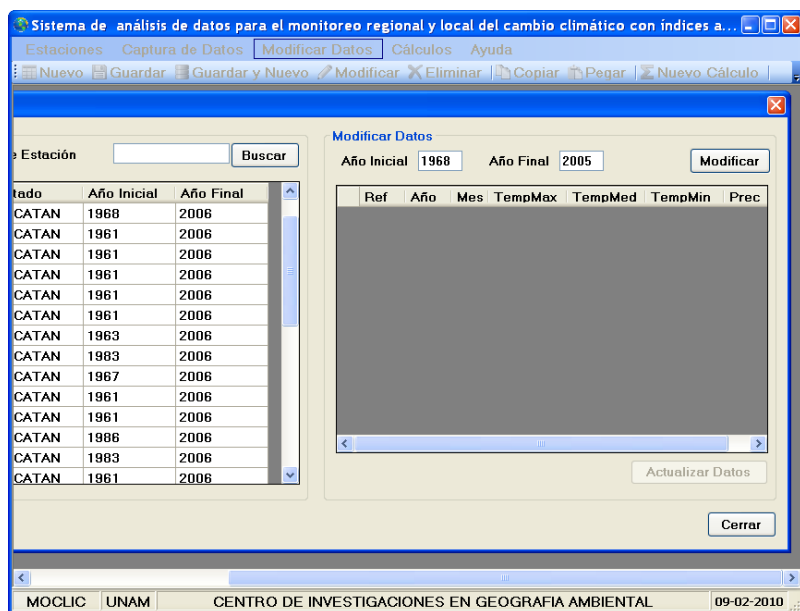 Sistema de análisis de datos para el monitoreo regional y local del cambio climático con índices a...
Estaciones Captura de Datos Modificar Datos Cálculos Ayuda
Nuevo Guardar Guardar y Nuevo Modificar Eliminar Copiar Pegar Nuevo Cálculo
e Estación Buscar
tado Año Inicial Año Final
CATAN 1968 2006
CATAN 1961 2006
CATAN 1961 2006
CATAN 1961 2006
CATAN 1961 2006
CATAN 1961 2006
CATAN 1963 2006
CATAN 1983 2006
CATAN 1967 2006
CATAN 1961 2006
CATAN 1961 2006
CATAN 1986 2006
CATAN 1983 2006
CATAN 1961 2006
Modificar Datos
Año Inicial 1968 Año Final 2005 Modificar
Ref Año Mes TempMax TempMed TempMin Prec
Actualizar Datos
Cerrar
MOCLIC UNAM CENTRO DE INVESTIGACIONES EN GEOGRAFIA AMBIENTAL 09-02-2010